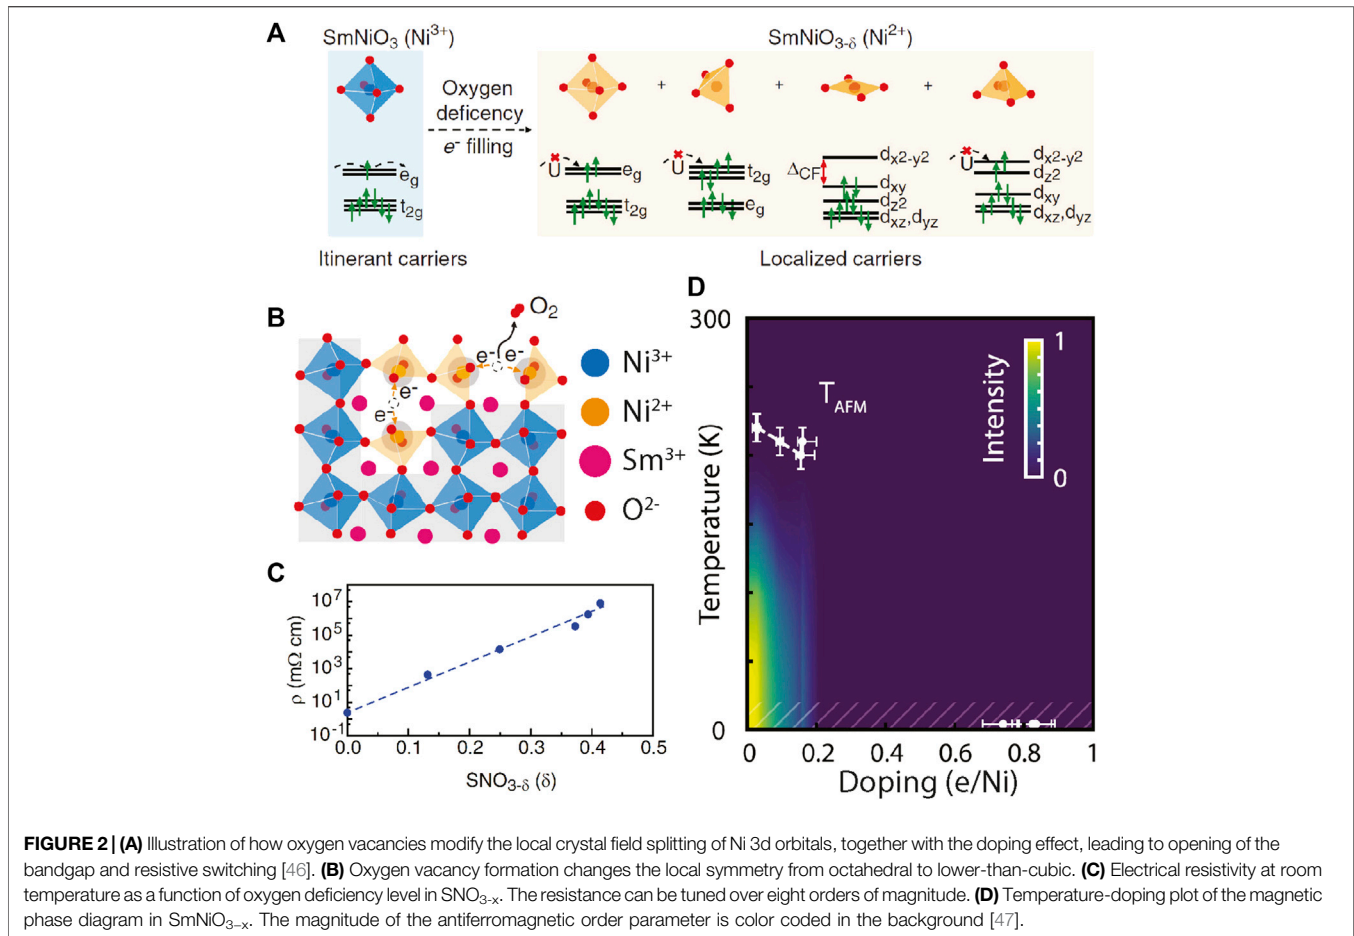 A
SmNiO3 (Ni3+)
SmNiO3-δ (Ni2+)
Oxygen
deficency
e- filling
+ + +
eg
t2g
U
eg
t2g
U
t2g
eg
ΔCF
dx2-y2
dxy
dz2
dxz,dyz
U
dx2-y2
dz2
dxy
dxz, dyz
Itinerant carriers
Localized carriers
B
O2
e- e-
e-
e-
Ni3+
Ni2+
Sm3+
O2-
C
ρ (mΩ cm)
10^7
10^5
10^3
10^1
10^-1
0.0 0.1 0.2 0.3 0.4 0.5
SNO3-δ (δ)
D
300
Temperature (K)
0
TAFM
Intensity
1
0
0 0.2 0.4 0.6 0.8 1
Doping (e/Ni)
FIGURE 2 | (A) Illustration of how oxygen vacancies modify the local crystal field splitting of Ni 3d orbitals, together with the doping effect, leading to opening of the
bandgap and resistive switching [46]. (B) Oxygen vacancy formation changes the local symmetry from octahedral to lower-than-cubic. (C) Electrical resistivity at room
temperature as a function of oxygen deficiency level in SNO3-x. The resistance can be tuned over eight orders of magnitude. (D) Temperature-doping plot of the magnetic
phase diagram in SmNiO3−x. The magnitude of the antiferromagnetic order parameter is color coded in the background [47].